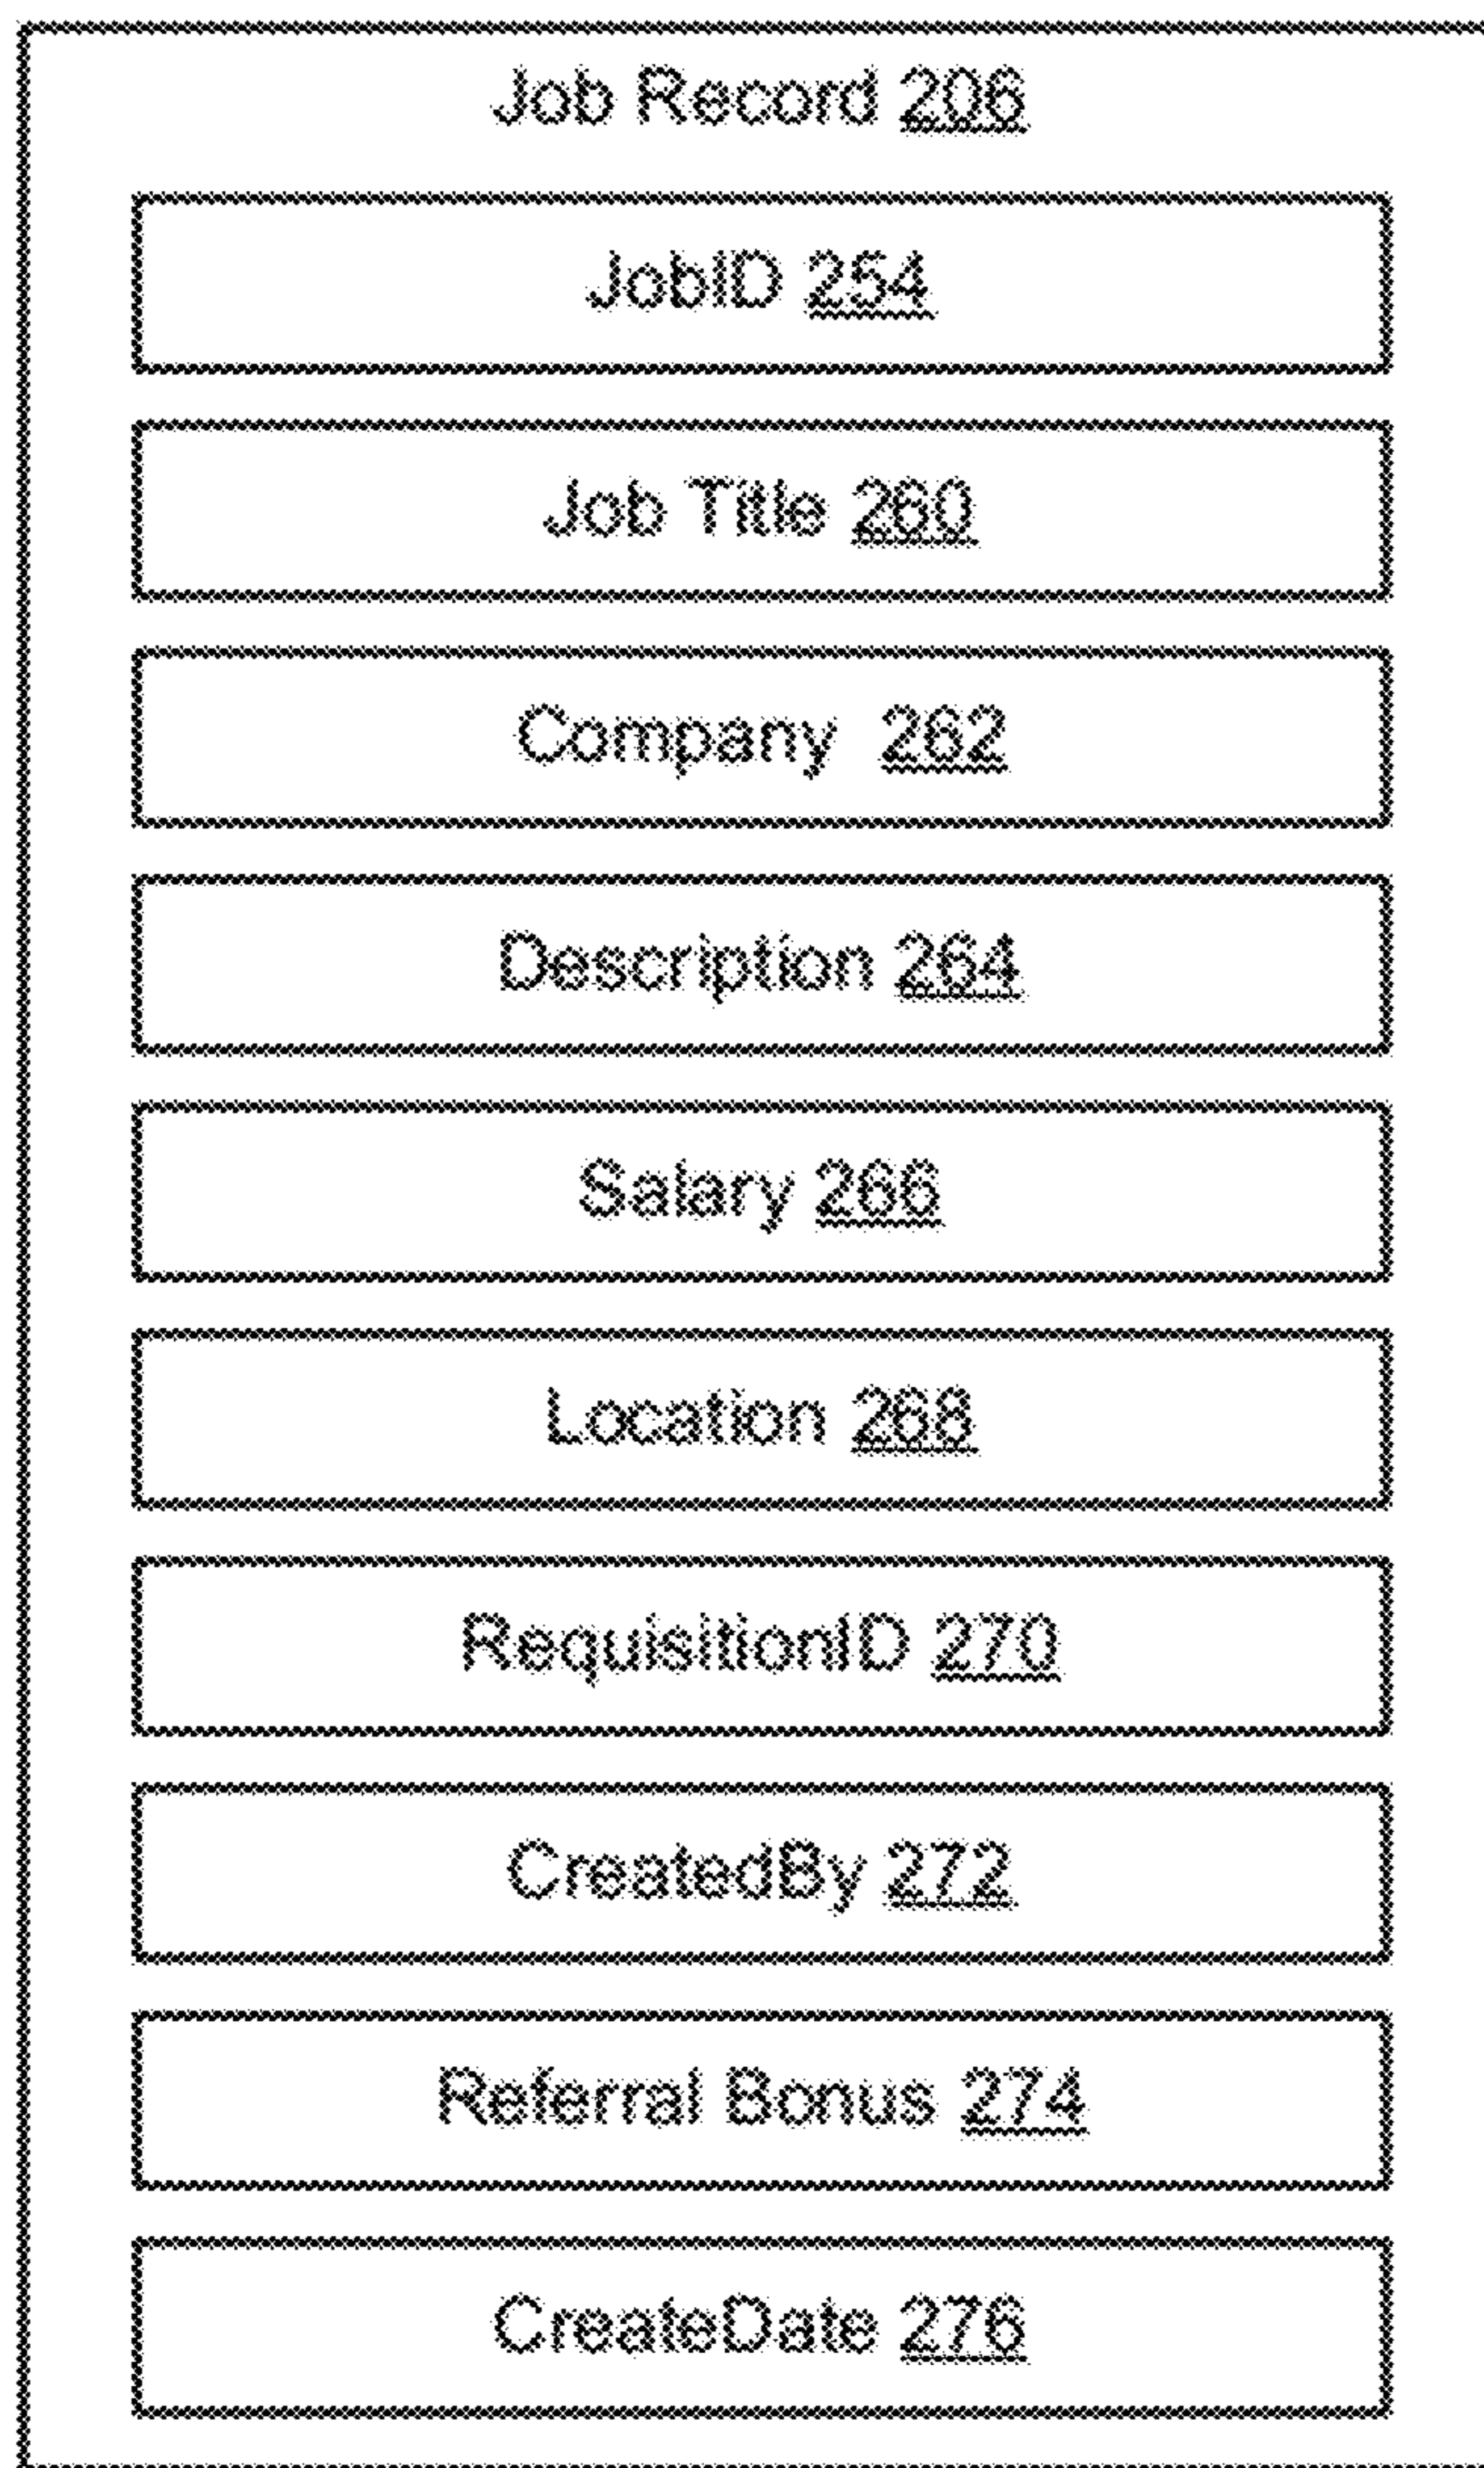 Job Record 206
JobID 254
Job Title 260
Company 262
Description 264
Salary 266
Location 268
RequisitionID 270
CreatedBy 272
Referral Bonus 274
CreateDate 276